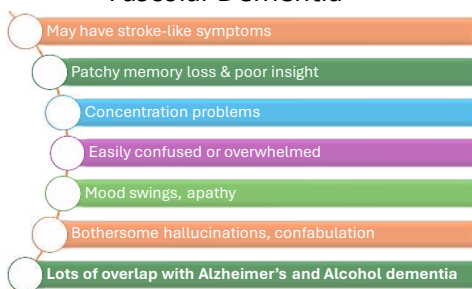 Vascular Dementia
May have stroke-like symptoms
Patchy memory loss & poor insight
Concentration problems
Easily confused or overwhelmed
Mood swings, apathy
Bothersome hallucinations, confabulation
Lots of overlap with Alzheimer's and Alcohol dementia